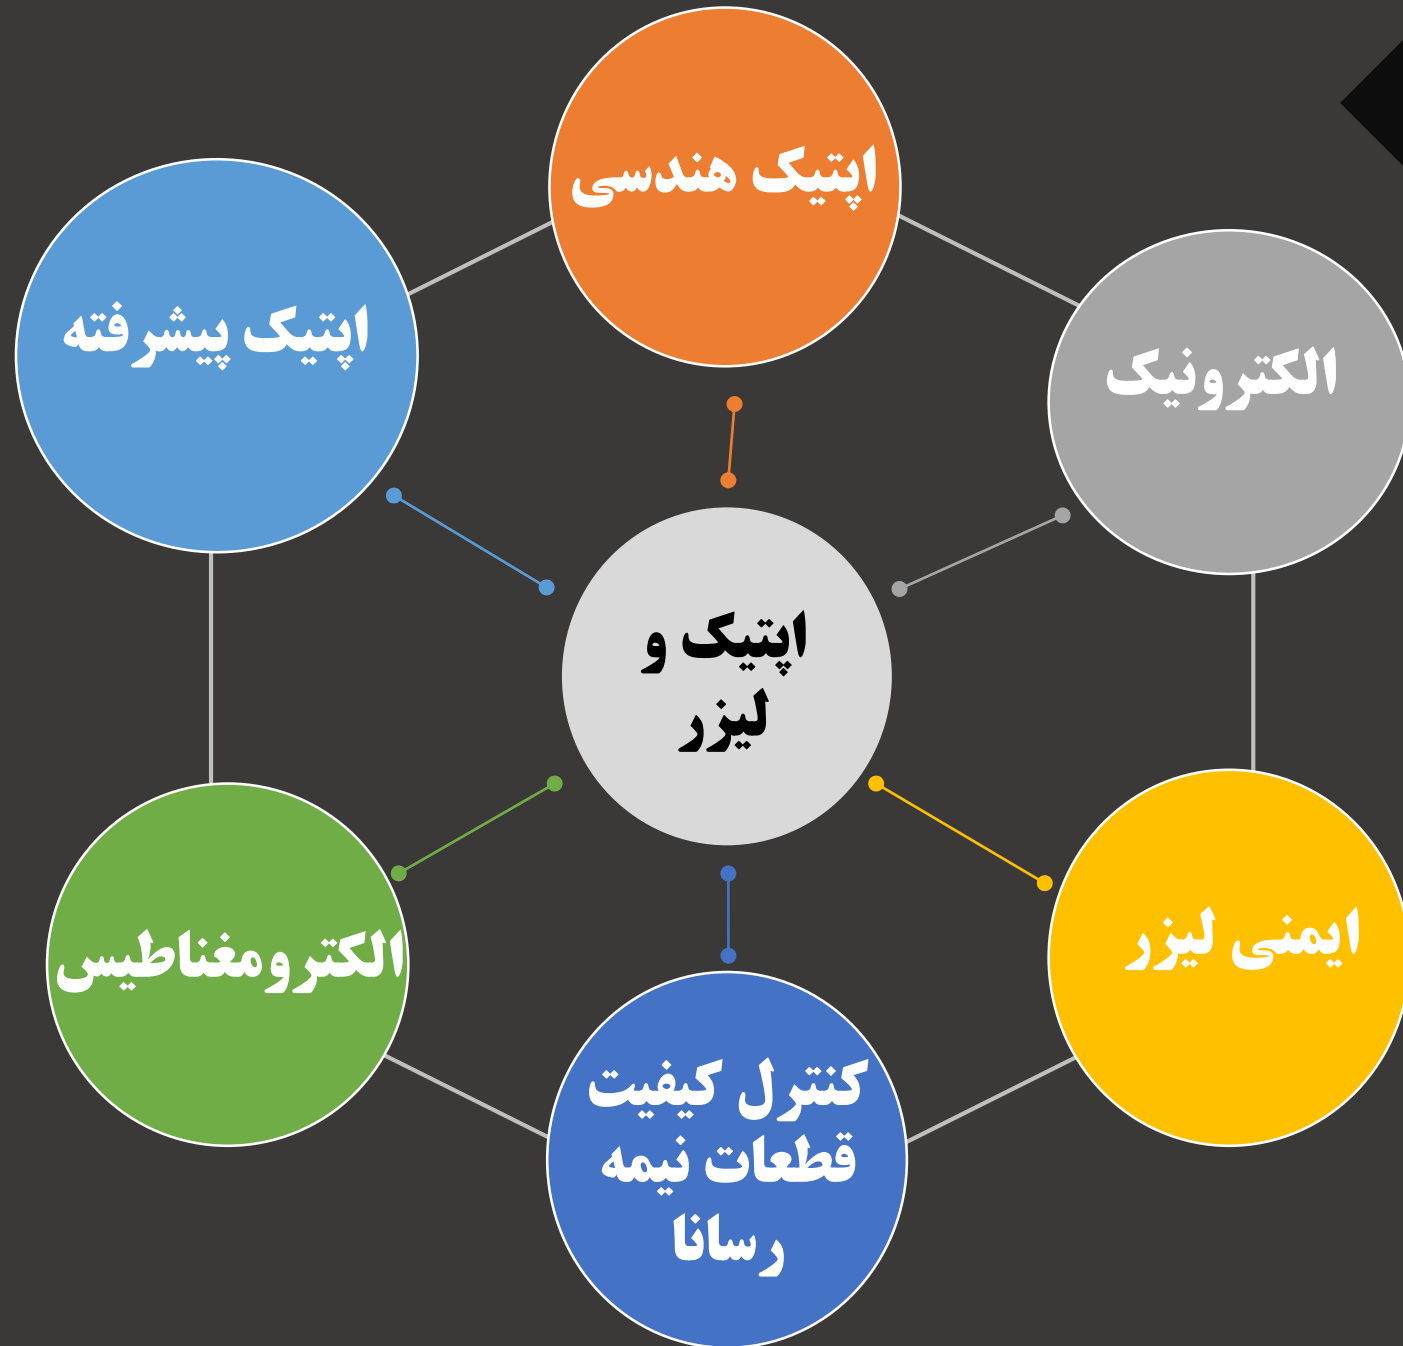 اپتیک هندسی
اپتیک پیشرفته
الکترونیک
اپتیک و
لیزر
الکترومغناطیس
ایمنی لیزر
کنترل کیفیت
قطعات نیمه
رسانا